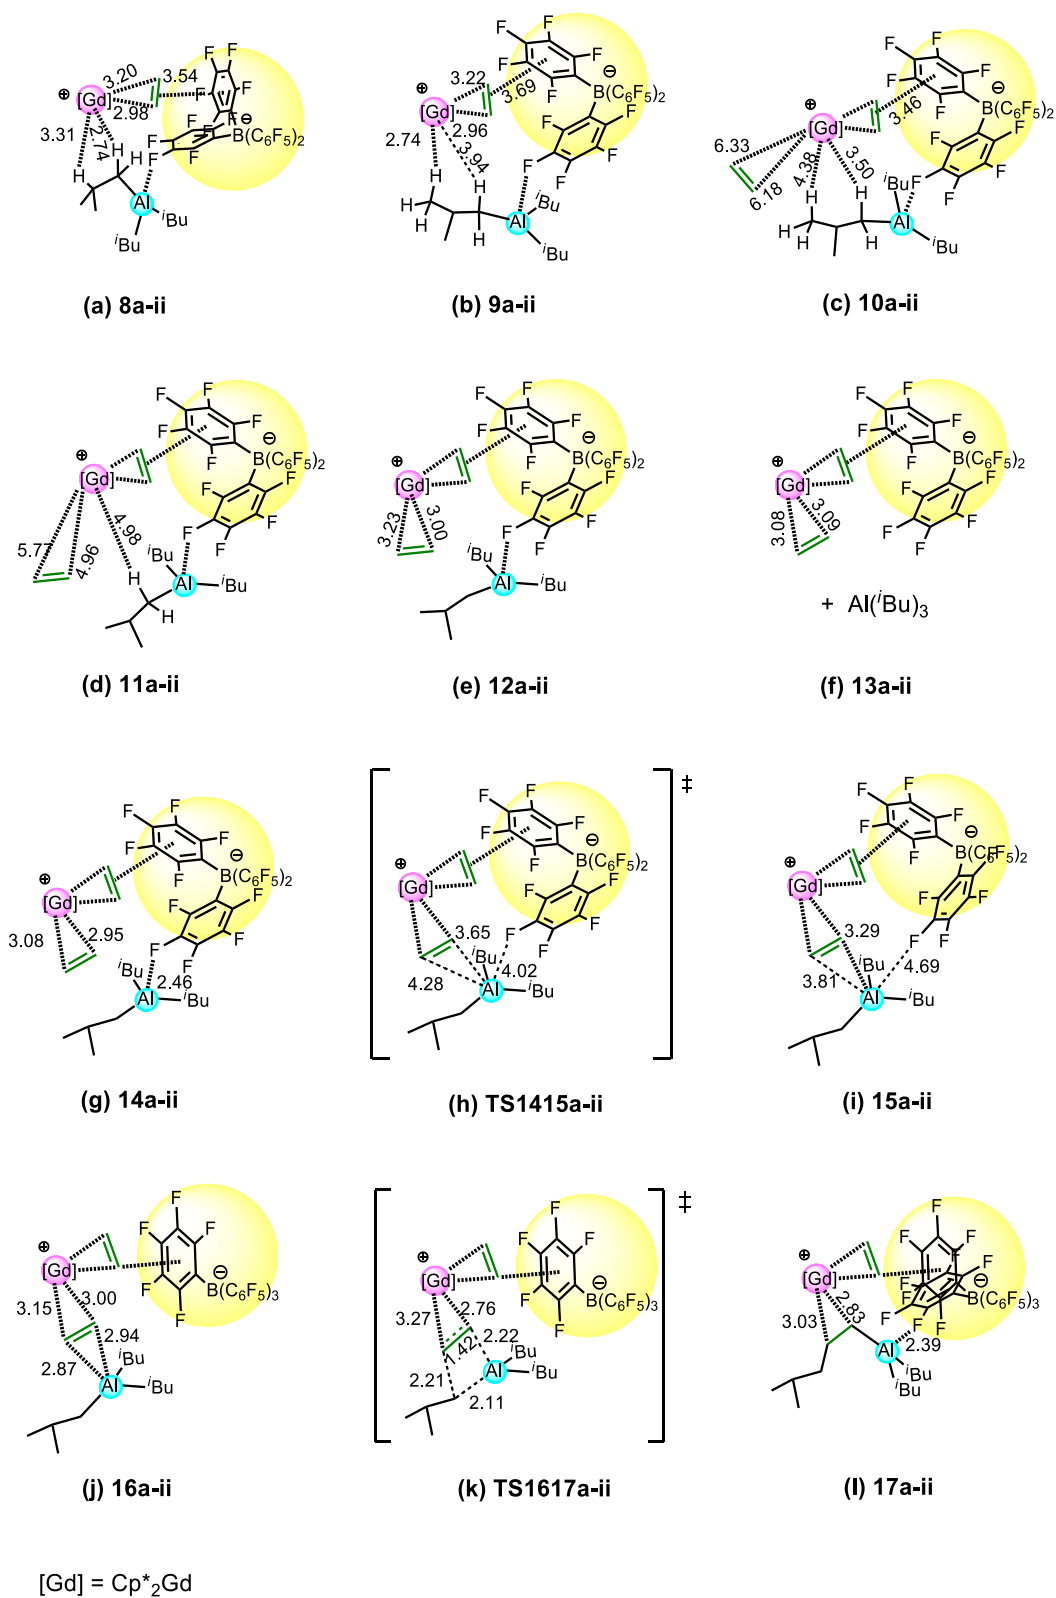 F F F F F
⊕ [Gd] 3.20 3.54 2.98
3.31 2.74
⊖ B(C6F5)2
F F F F F
H H H
Al iBu
iBu
(a) 8a-ii
F F F F F
⊕ [Gd] 3.22 3.69 2.96
⊖ B(C6F5)2
2.74 3.94
F F F F F
H H H H H
Al iBu
iBu
(b) 9a-ii
F F F F F
⊕ [Gd] 3.46
⊖ B(C6F5)2
6.33 6.18 4.38 3.50
F F F F F
iBu
H H H H H
Al iBu
(c) 10a-ii
F F F F F
⊕ [Gd]
⊖ B(C6F5)2
5.77 4.96 4.98
F F F F F
iBu
H H
Al iBu
(d) 11a-ii
F F F F F
⊕ [Gd]
⊖ B(C6F5)2
3.23 3.00
F F F F F
iBu
Al iBu
(e) 12a-ii
F F F F F
⊕ [Gd]
⊖ B(C6F5)2
3.08 3.09
F F F F F
+ Al(iBu)3
(f) 13a-ii
F F F F F
⊕ [Gd]
⊖ B(C6F5)2
3.08 2.95
F F F F F
iBu 2.46
Al iBu
(g) 14a-ii
‡
F F F F F
⊕ [Gd]
⊖ B(C6F5)2
3.65
F F F F F
4.28 iBu 4.02
Al iBu
(h) TS1415a-ii
F F F F F
⊕ [Gd]
⊖ B(C6F5)2
3.29
F F F F F
3.81 iBu 4.69
Al iBu
(i) 15a-ii
F F F F F
⊕ [Gd]
⊖ B(C6F5)3
3.15 3.00
2.94
2.87 iBu
Al iBu
(j) 16a-ii
‡
F F F F F
⊕ [Gd]
⊖ B(C6F5)3
3.27 2.76
2.22
1.42 iBu
Al iBu
2.21 2.11
(k) TS1617a-ii
F F F F F
⊕ [Gd]
⊖ B(C6F5)3
F F F F F
3.03 2.83
Al 2.39
iBu
iBu
(l) 17a-ii
[Gd] = Cp*2Gd